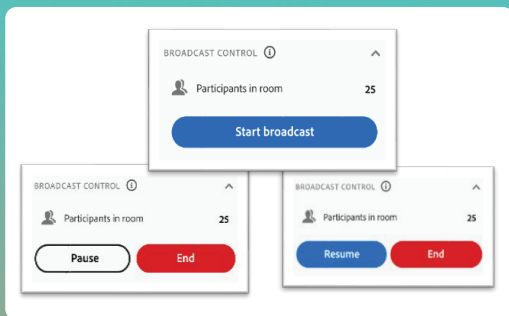 BROADCAST CONTROL
Participants in room 25
Start broadcast
BROADCAST CONTROL
Participants in room 25
Pause End
BROADCAST CONTROL
Participants in room 25
Resume End